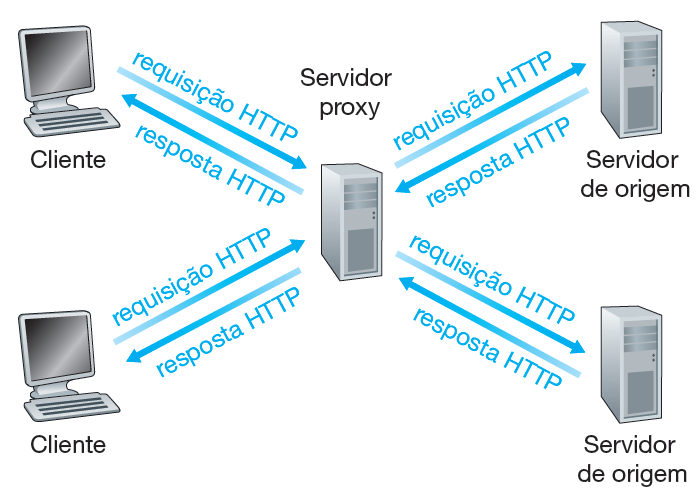 requisição HTTP
resposta HTTP
Cliente
Servidor
proxy
requisição HTTP
resposta HTTP
Servidor
de origem
requisição HTTP
resposta HTTP
Cliente
requisição HTTP
resposta HTTP
Servidor
de origem